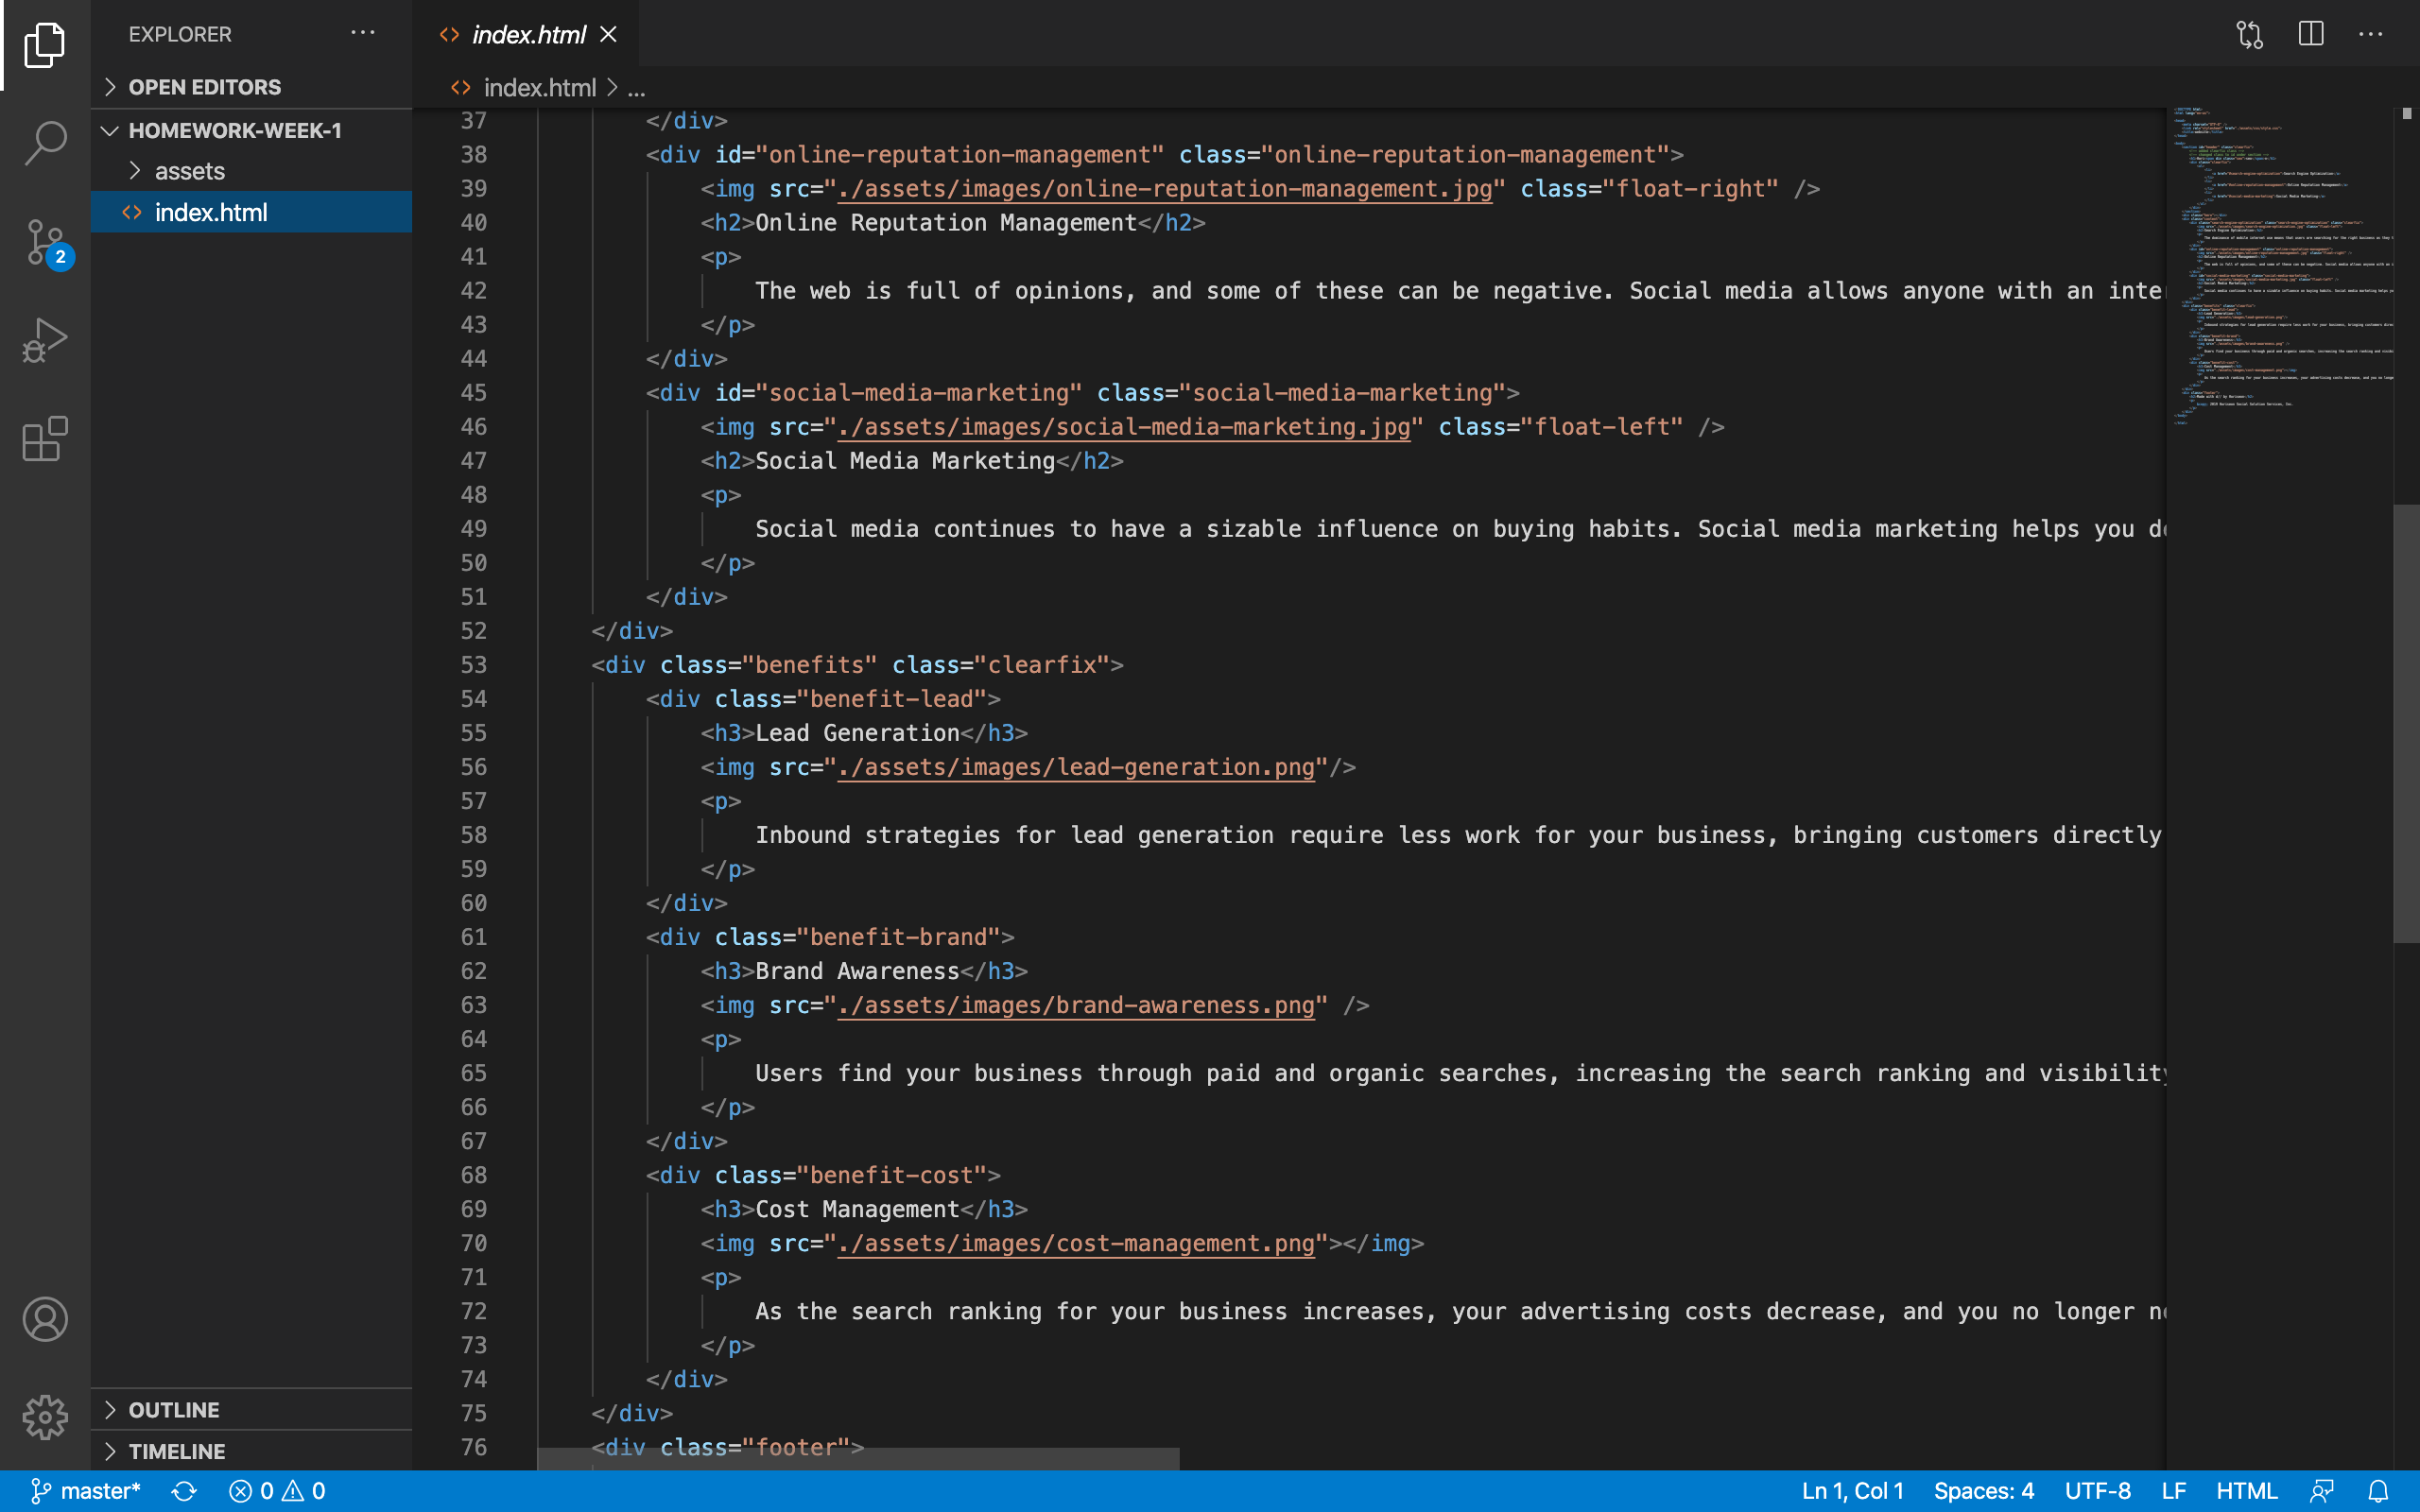 EXPLORER
OPEN EDITORS
HOMEWORK-WEEK-1
assets
index.html
2
OUTLINE
TIMELINE
index.html
index.html > ...
37 </div>
38 <div id="online-reputation-management" class="online-reputation-management">
39 <img src="./assets/images/online-reputation-management.jpg" class="float-right" />
40 <h2>Online Reputation Management</h2>
41 <p>
42 The web is full of opinions, and some of these can be negative. Social media allows anyone with an inter
43 </p>
44 </div>
45 <div id="social-media-marketing" class="social-media-marketing">
46 <img src="./assets/images/social-media-marketing.jpg" class="float-left" />
47 <h2>Social Media Marketing</h2>
48 <p>
49 Social media continues to have a sizable influence on buying habits. Social media marketing helps you de
50 </p>
51 </div>
52 </div>
53 <div class="benefits" class="clearfix">
54 <div class="benefit-lead">
55 <h3>Lead Generation</h3>
56 <img src="./assets/images/lead-generation.png"/>
57 <p>
58 Inbound strategies for lead generation require less work for your business, bringing customers directly
59 </p>
60 </div>
61 <div class="benefit-brand">
62 <h3>Brand Awareness</h3>
63 <img src="./assets/images/brand-awareness.png" />
64 <p>
65 Users find your business through paid and organic searches, increasing the search ranking and visibility
66 </p>
67 </div>
68 <div class="benefit-cost">
69 <h3>Cost Management</h3>
70 <img src="./assets/images/cost-management.png"></img>
71 <p>
72 As the search ranking for your business increases, your advertising costs decrease, and you no longer ne
73 </p>
74 </div>
75 </div>
76 <div class="footer">
master* 0 0 Ln 1, Col 1 Spaces: 4 UTF-8 LF HTML